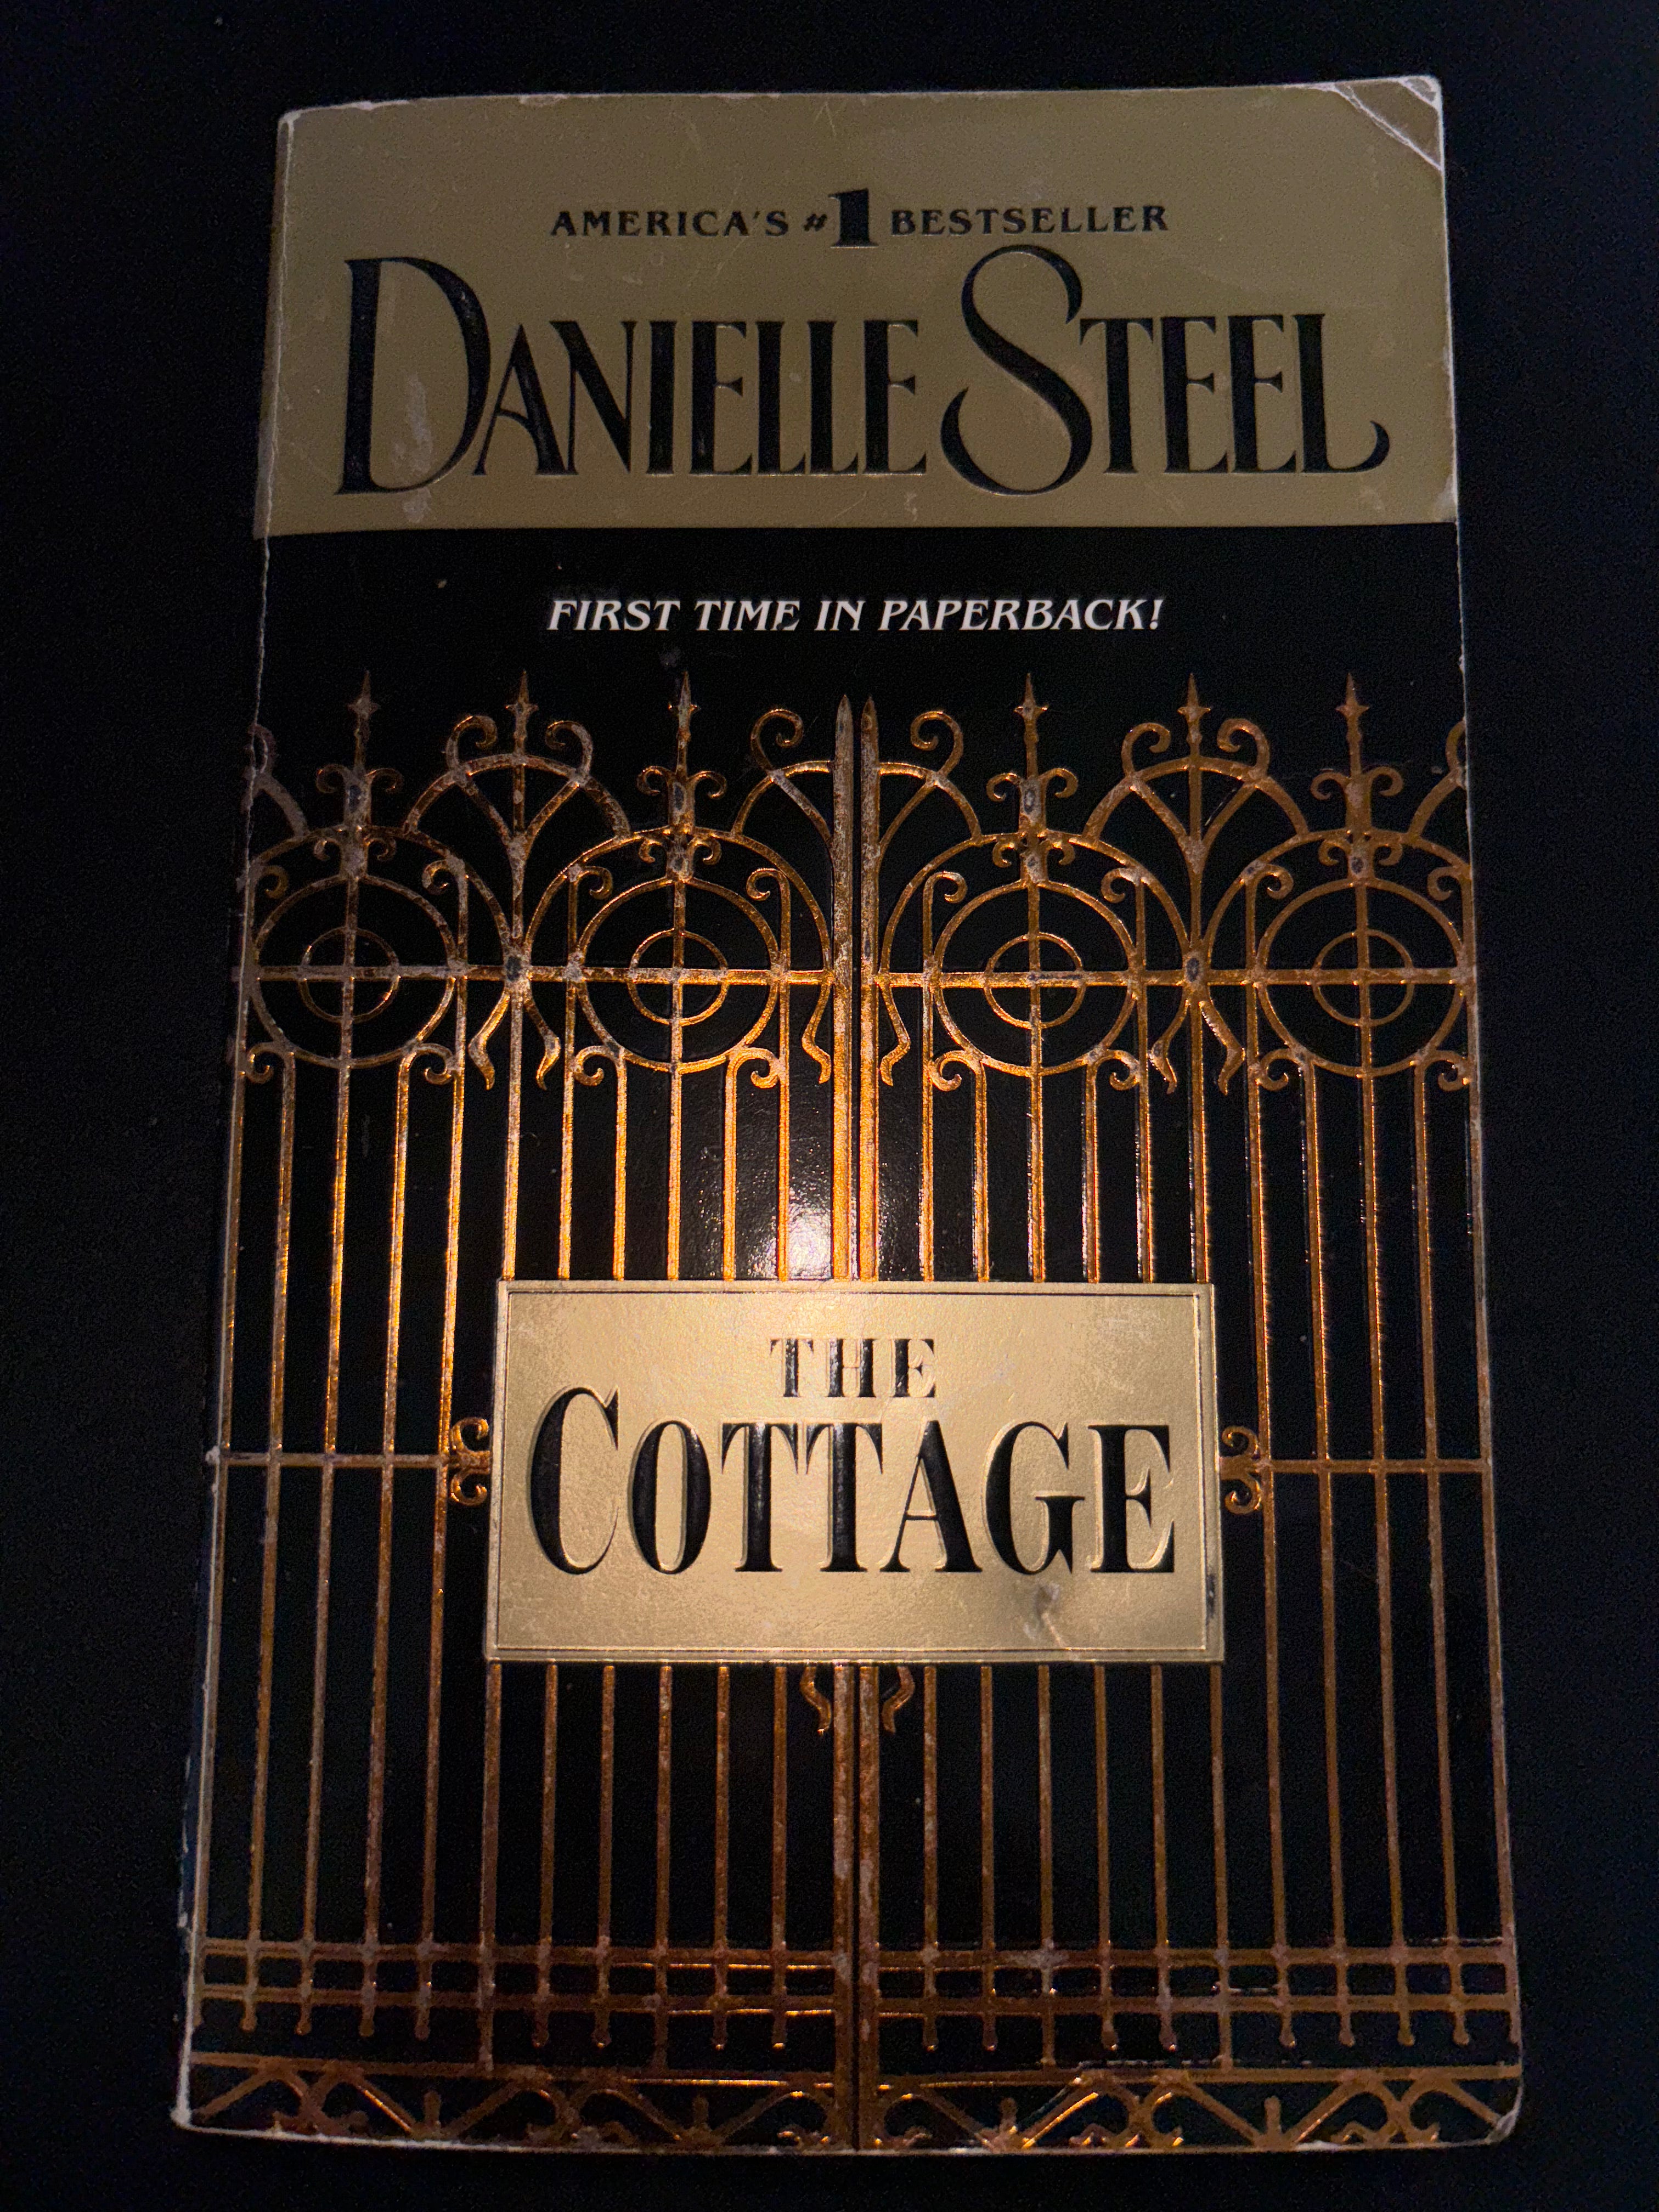 AMERICA'S #1 BESTSELLER
DANIELLE STEEL
FIRST TIME IN PAPERBACK!
THE
COTTAGE